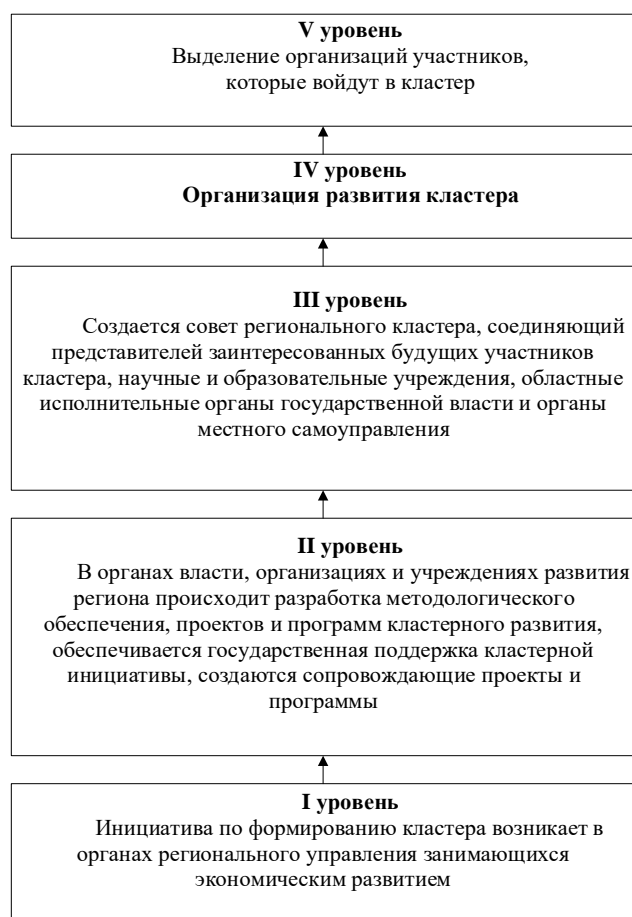 V уровень
Выделение организаций участников,
которые войдут в кластер
IV уровень
Организация развития кластера
III уровень
Создается совет регионального кластера, соединяющий
представителей заинтересованных будущих участников
кластера, научные и образовательные учреждения, областные
исполнительные органы государственной власти и органы
местного самоуправления
II уровень
В органах власти, организациях и учреждениях развития
региона происходит разработка методологического
обеспечения, проектов и программ кластерного развития,
обеспечивается государственная поддержка кластерной
инициативы, создаются сопровождающие проекты и
программы
I уровень
Инициатива по формированию кластера возникает в
органах регионального управления занимающихся
экономическим развитием